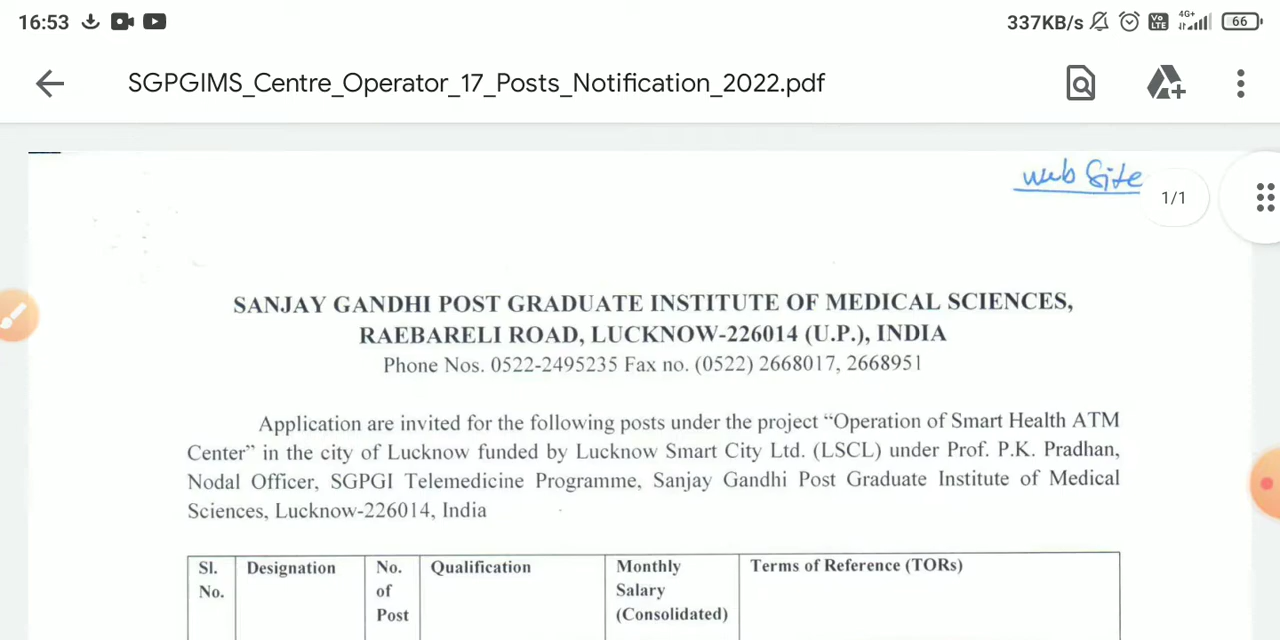 16:53 337KB/s Vo LTE 4G+ 66
SGPGIMS_Centre_Operator_17_Posts_Notification_2022.pdf
Web Site
1/1
SANJAY GANDHI POST GRADUATE INSTITUTE OF MEDICAL SCIENCES,
RAEBARELI ROAD, LUCKNOW-226014 (U.P.), INDIA
Phone Nos. 0522-2495235 Fax no. (0522) 2668017, 2668951
Application are invited for the following posts under the project “Operation of Smart Health ATM
Center” in the city of Lucknow funded by Lucknow Smart City Ltd. (LSCL) under Prof. P.K. Pradhan,
Nodal Officer, SGPGI Telemedicine Programme, Sanjay Gandhi Post Graduate Institute of Medical
Sciences, Lucknow-226014, India
Sl. Designation No. Qualification Monthly Terms of Reference (TORs)
No. of Salary
Post (Consolidated)